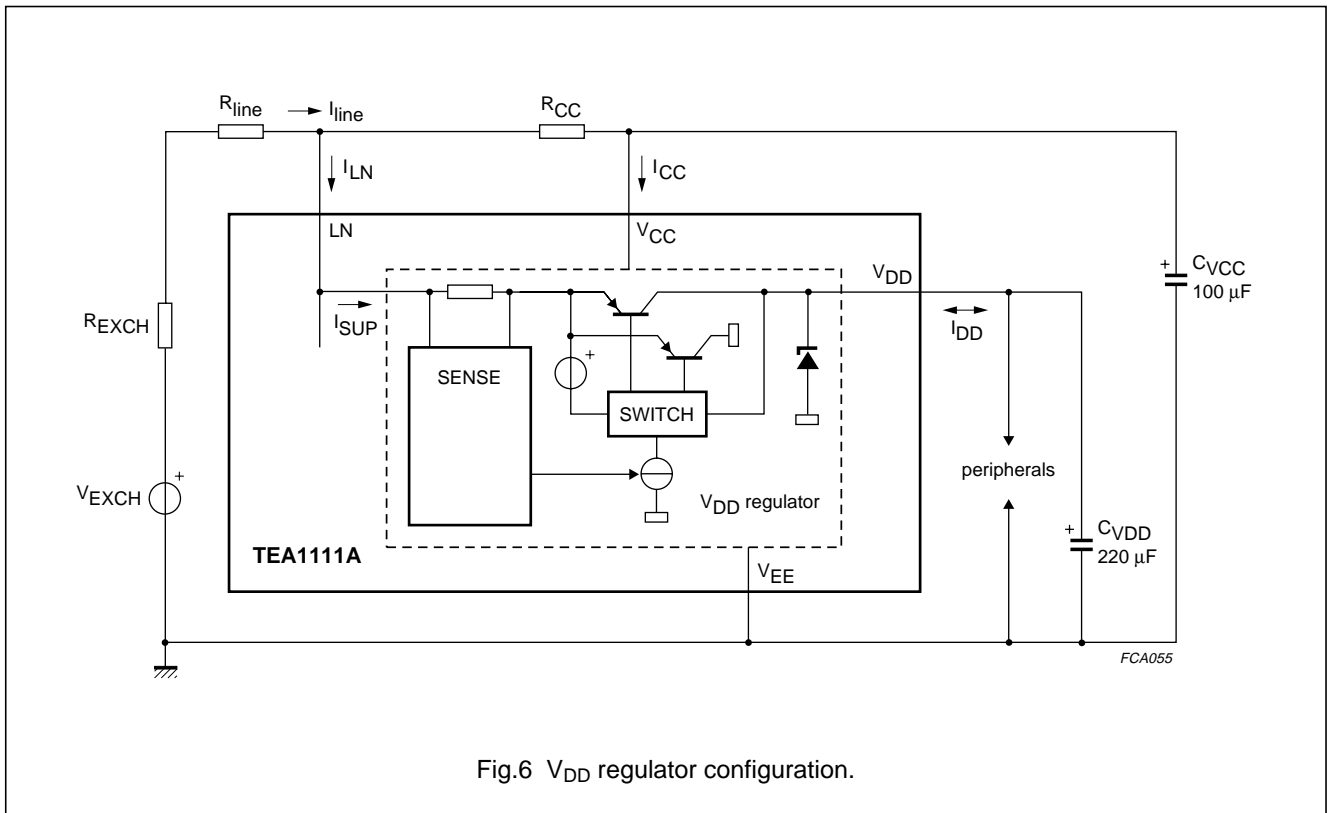 Rline
Iline
RCC
ILN
ICC
LN
VCC
VDD
CVCC
100 µF
REXCH
ISUP
IDD
SENSE
SWITCH
peripherals
VEXCH
VDD regulator
CVDD
220 µF
TEA1111A
VEE
FCA055
Fig.6 VDD regulator configuration.